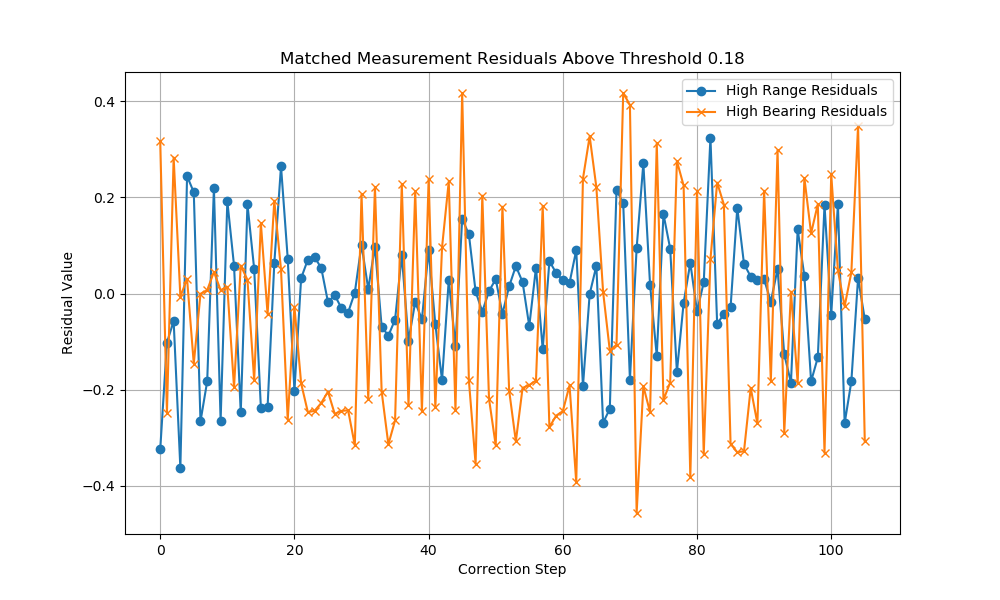 Matched Measurement Residuals Above Threshold 0.18
High Range Residuals
High Bearing Residuals
0.4
0.2
0.0
−0.2
−0.4
Residual Value
0 20 40 60 80 100
Correction Step